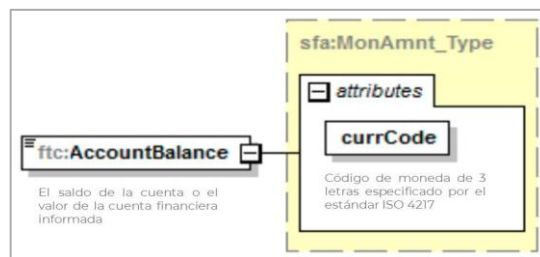 sfa:MonAmnt_Type
attributes
ftc:AccountBalance
currCode
El saldo de la cuenta o el
valor de la cuenta financiera
informada
Código de moneda de 3
letras especificado por el
estándar ISO 4217